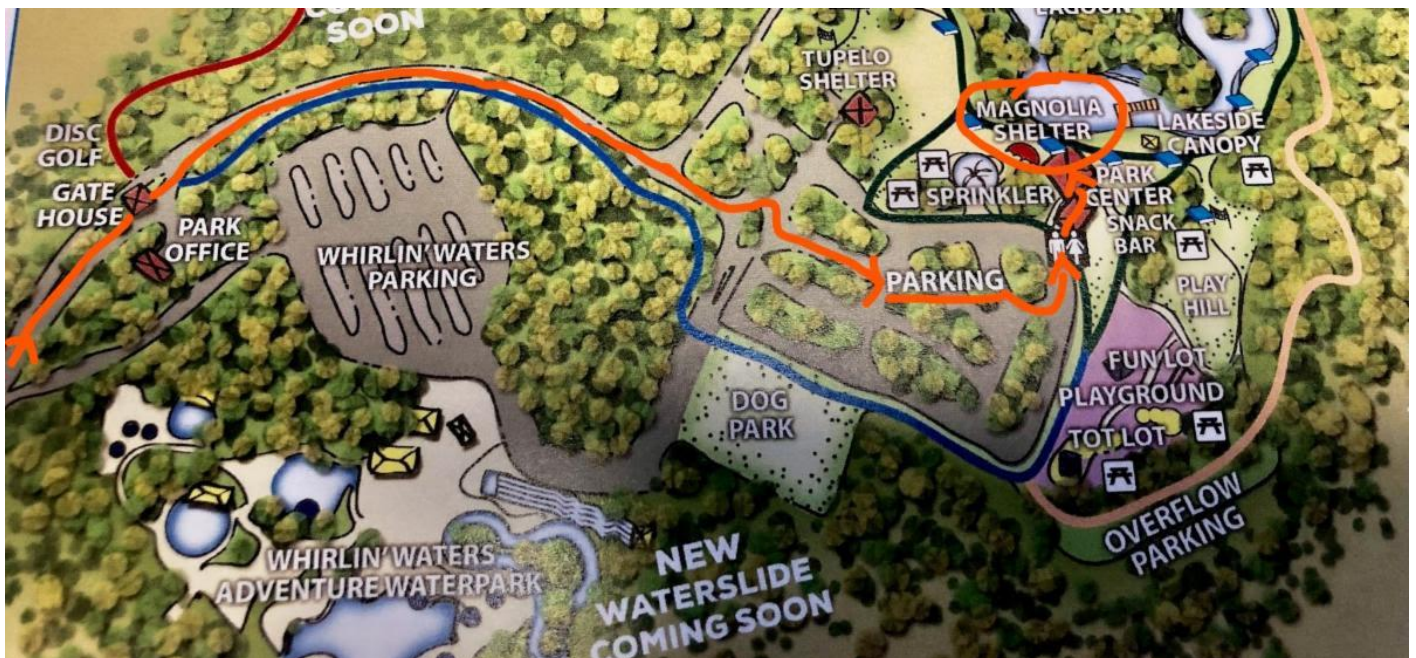 SOON
LAGOON
TUPELO
SHELTER
MAGNOLIA
SHELTER
LAKESIDE
CANOPY
DISC
GOLF
GATE
HOUSE
PARK
OFFICE
WHIRLIN' WATERS
PARKING
SPRINKLER
PARK
CENTER
SNACK
BAR
PARKING
PLAY
HILL
FUN LOT
PLAYGROUND
TOT LOT
DOG
PARK
OVERFLOW
PARKING
WHIRLIN' WATERS
ADVENTURE WATERPARK
NEW
WATERSLIDE
COMING SOON